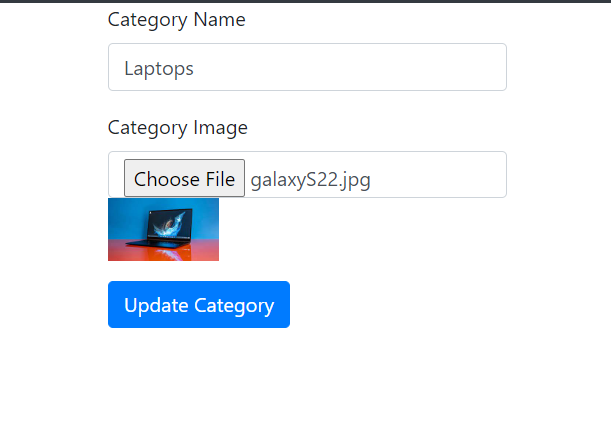 Category Name
Laptops
Category Image
Choose File galaxyS22.jpg
Update Category